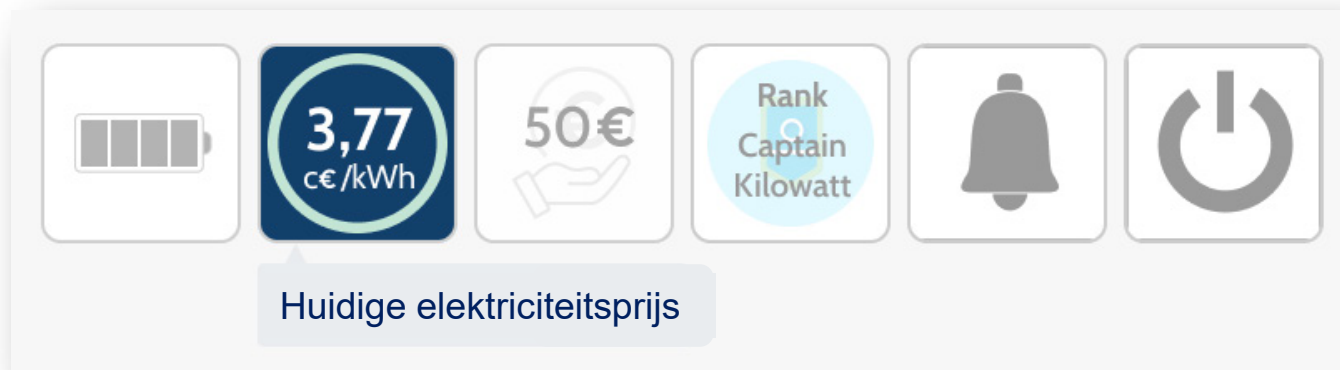 3,77
c€/kWh
50€
Rank
Captain
Kilowatt
Huidige elektriciteitsprijs